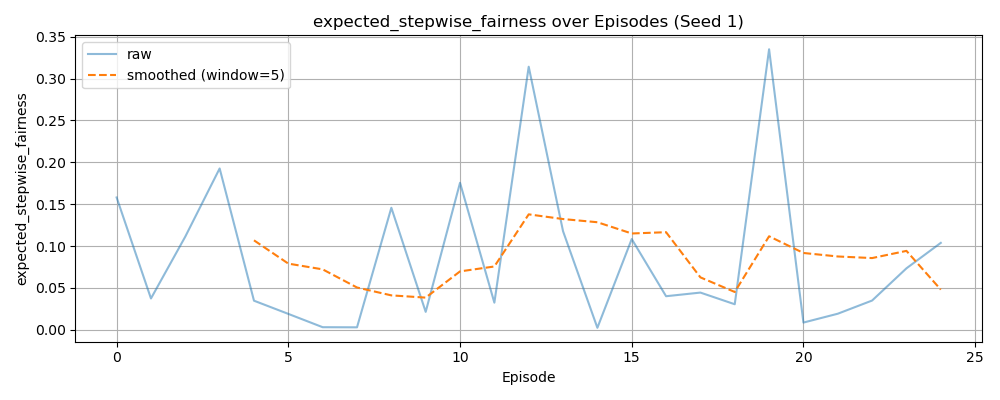 expected_stepwise_fairness over Episodes (Seed 1)
raw
smoothed (window=5)
expected_stepwise_fairness
0.35
0.30
0.25
0.20
0.15
0.10
0.05
0.00
0
5
10
15
20
25
Episode